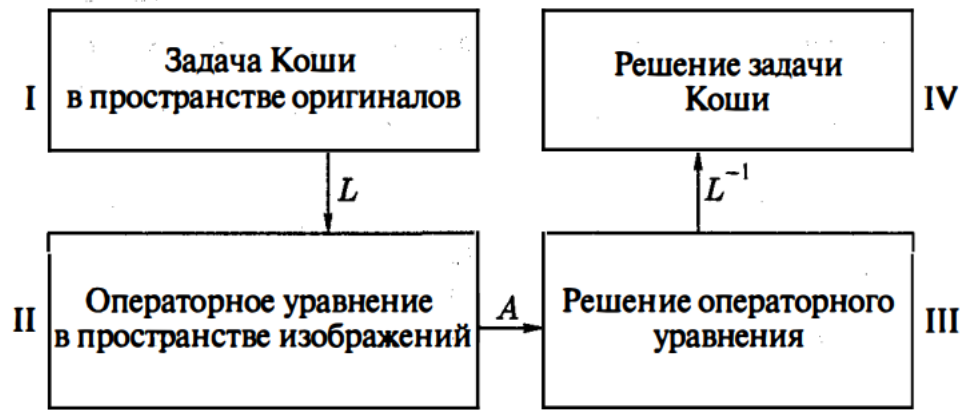 I
Задача Коши
в пространстве оригиналов
Решение задачи
Коши
IV
L
L⁻¹
II
Операторное уравнение
в пространстве изображений
A
Решение операторного
уравнения
III